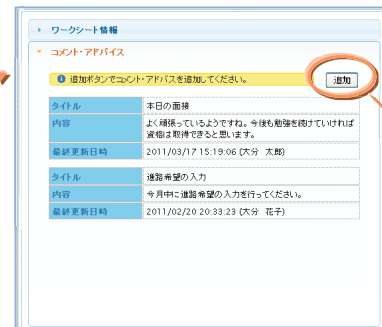 ワークシート情報
コメント・アドバイス
追加ボタンでコメント・アドバイスを追加してください。
追加
タイトル 本日の面接
内容 よく頑張っているようですね。今後も勉強を続けていければ
資格は取得できると思います。
最終更新日時 2011/03/17 15:19:06 (大分 太郎)
タイトル 進路希望の入力
内容 今月中に進路希望の入力を行ってください。
最終更新日時 2011/02/20 20:33:23 (大分 花子)